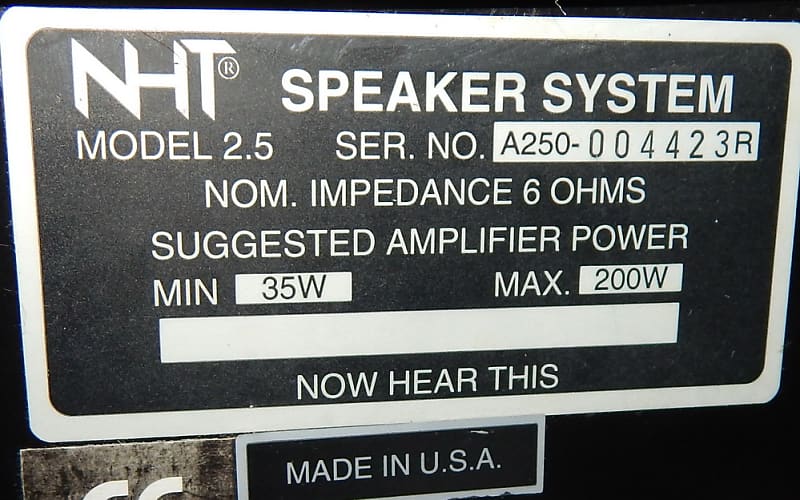 NHT® SPEAKER SYSTEM
MODEL 2.5 SER. NO. A250-004423R
NOM. IMPEDANCE 6 OHMS
SUGGESTED AMPLIFIER POWER
MIN 35W MAX. 200W
NOW HEAR THIS
MADE IN U.S.A.